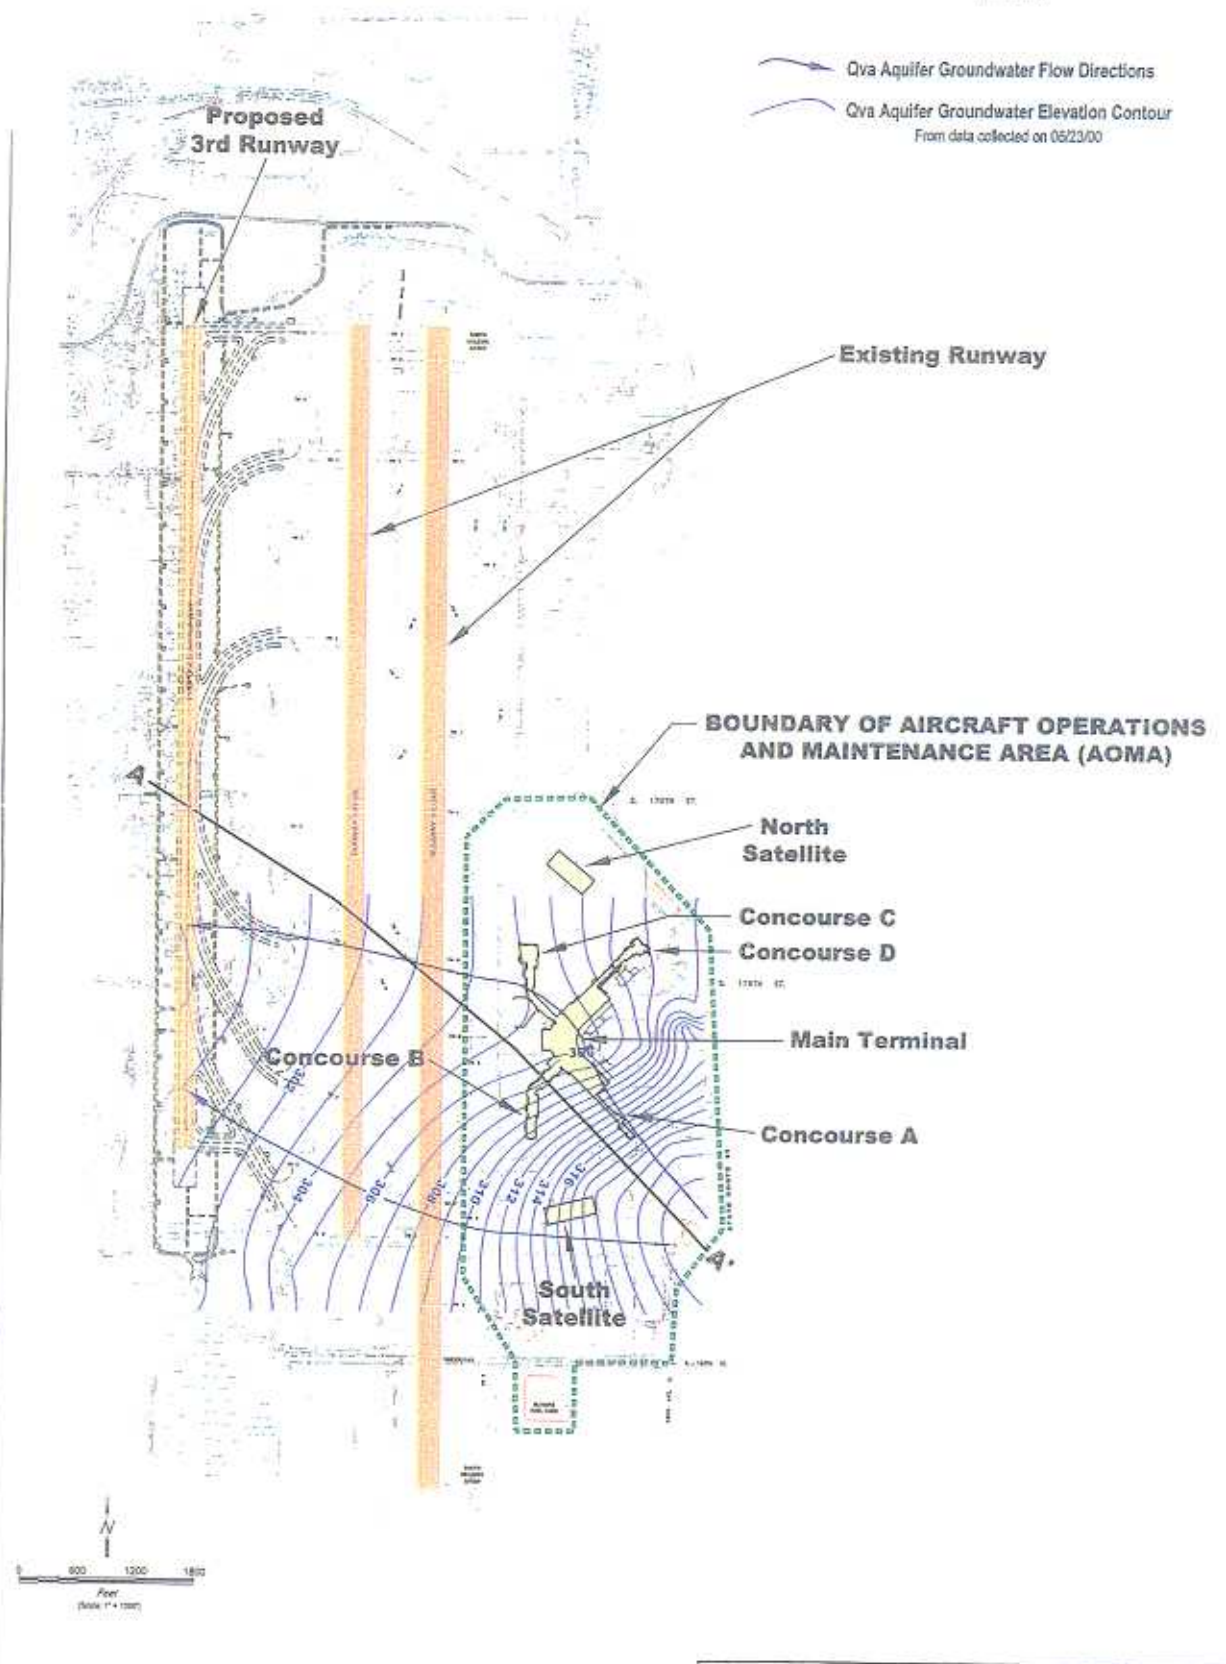 Qva Aquifer Groundwater Flow Directions
Qva Aquifer Groundwater Elevation Contour
From data collected on 06/23/00
Proposed
3rd Runway
Existing Runway
BOUNDARY OF AIRCRAFT OPERATIONS
AND MAINTENANCE AREA (AOMA)
A
North
Satellite
Concourse C
Concourse D
Main Terminal
Concourse B
302
Concourse A
304
306
308
310
312
314
316
A'
South
Satellite
N
0 600 1200 1800
Feet